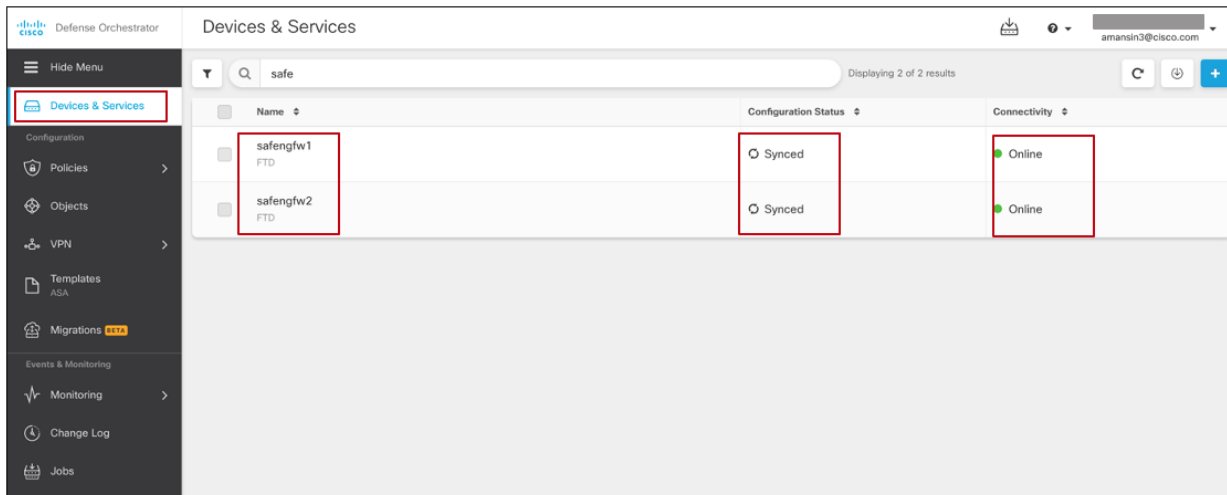 cisco Defense Orchestrator
Devices & Services
amansin3@cisco.com
Hide Menu
safe
Displaying 2 of 2 results
Devices & Services
Name
Configuration Status
Connectivity
Configuration
safengfw1
FTD
Synced
Online
Policies
safengfw2
FTD
Synced
Online
Objects
VPN
Templates
ASA
Migrations BETA
Events & Monitoring
Monitoring
Change Log
Jobs